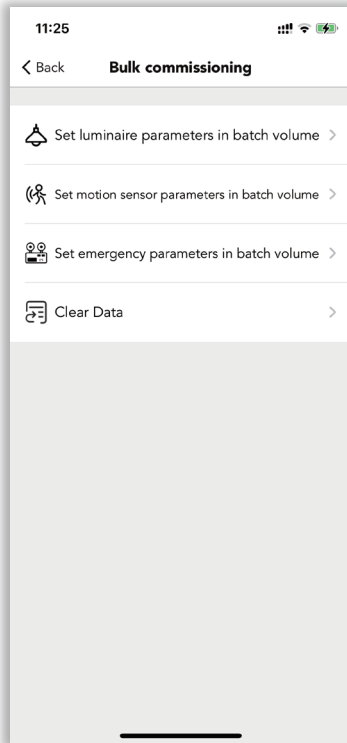 11:25
Back Bulk commissioning
Set luminaire parameters in batch volume
Set motion sensor parameters in batch volume
Set emergency parameters in batch volume
Clear Data